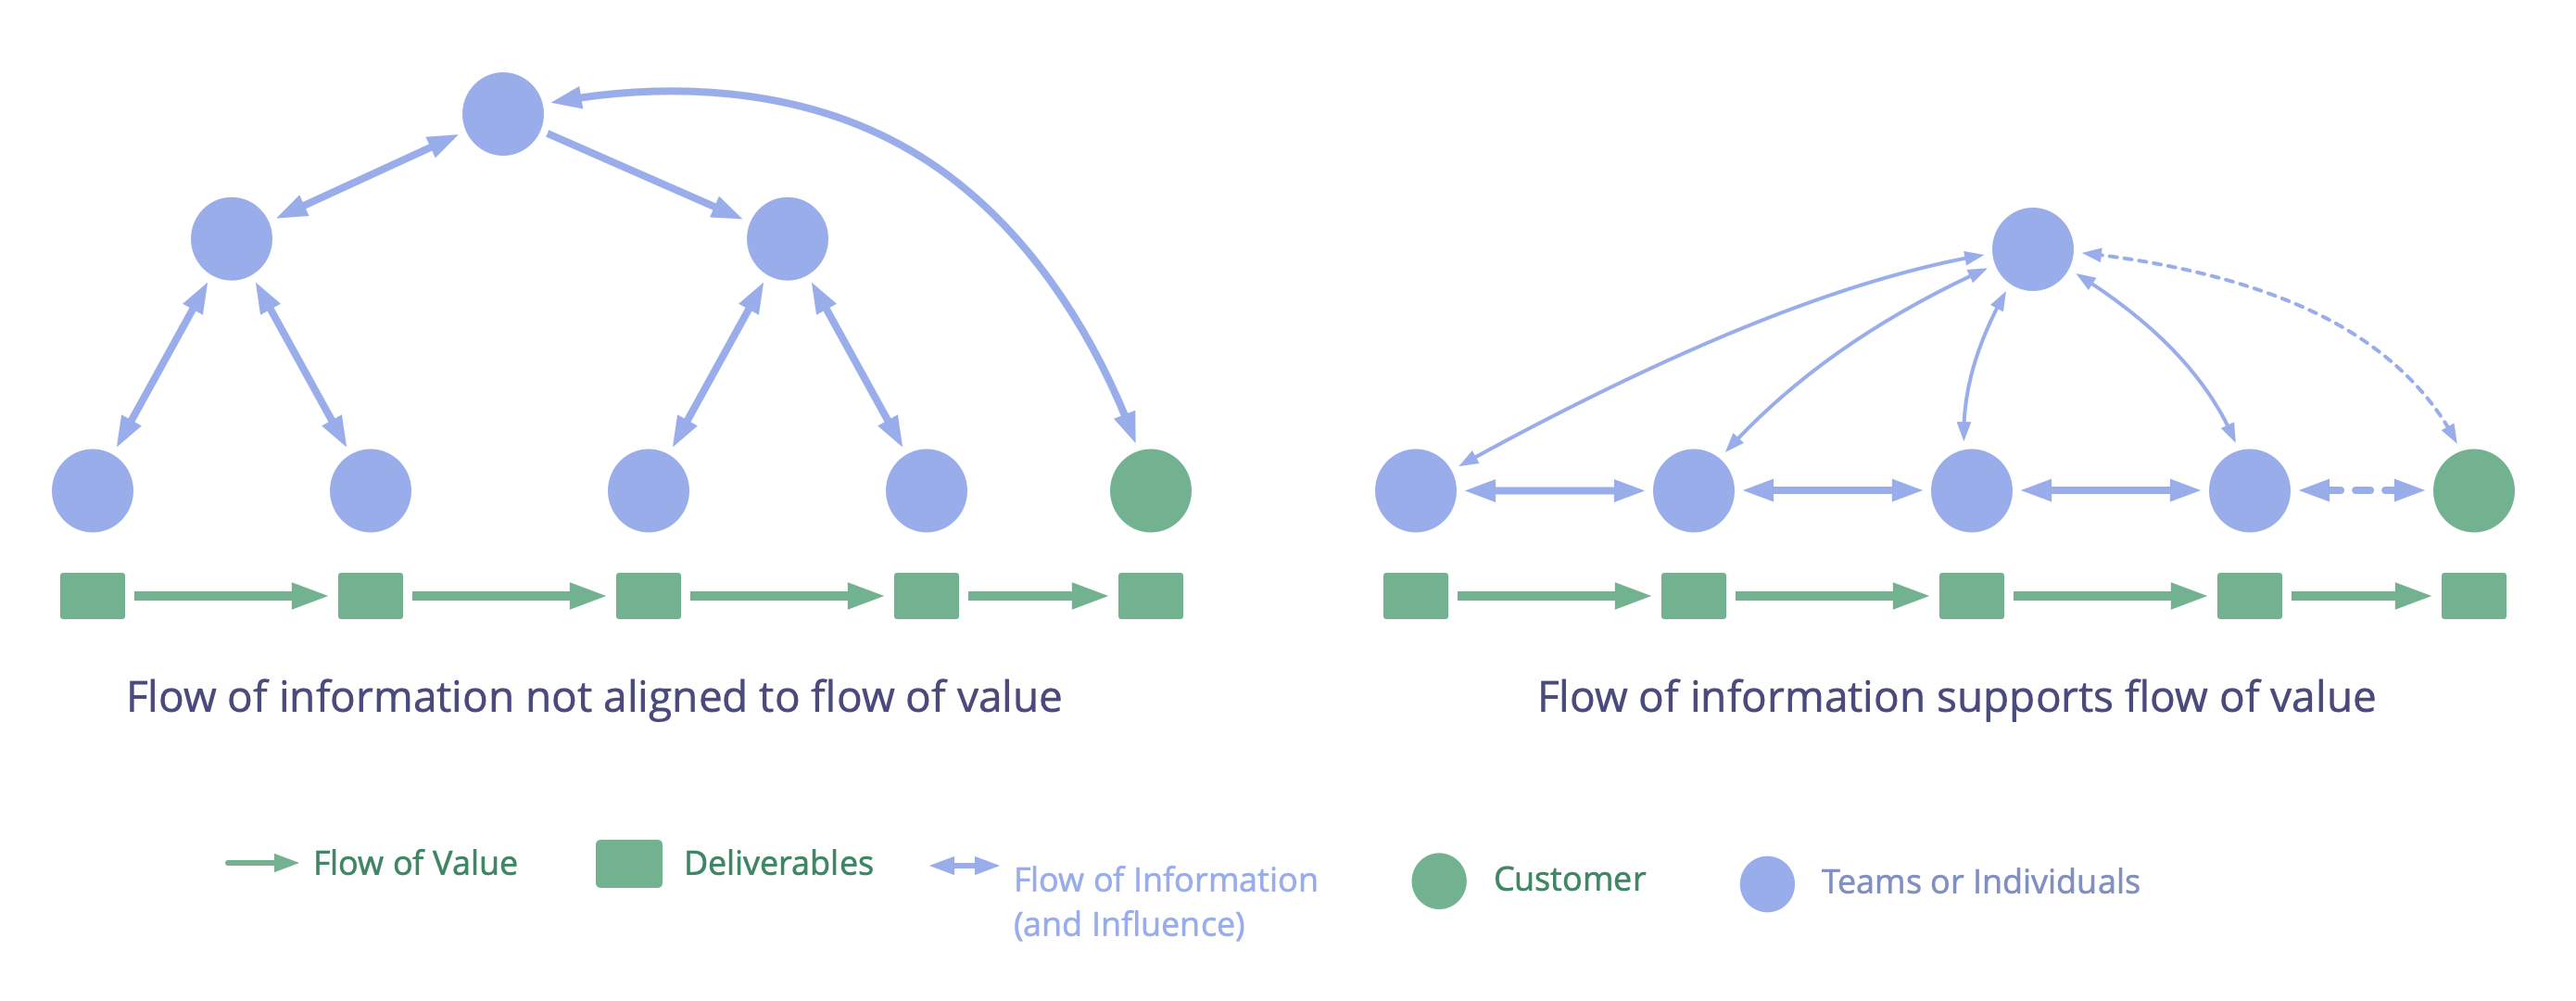 Flow of information not aligned to flow of value
Flow of information supports flow of value
Flow of Value
Deliverables
Flow of Information
(and Influence)
Customer
Teams or Individuals